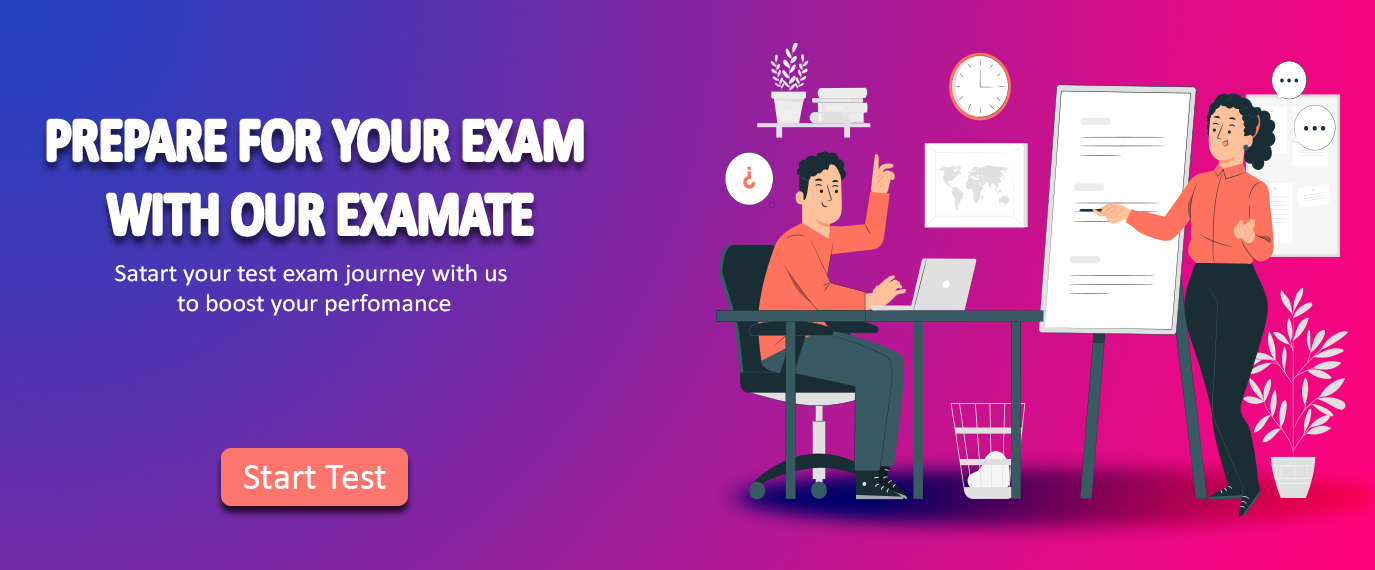 PREPARE FOR YOUR EXAM
WITH OUR EXAMATE
Satart your test exam journey with us
to boost your perfomance
¿
Start Test